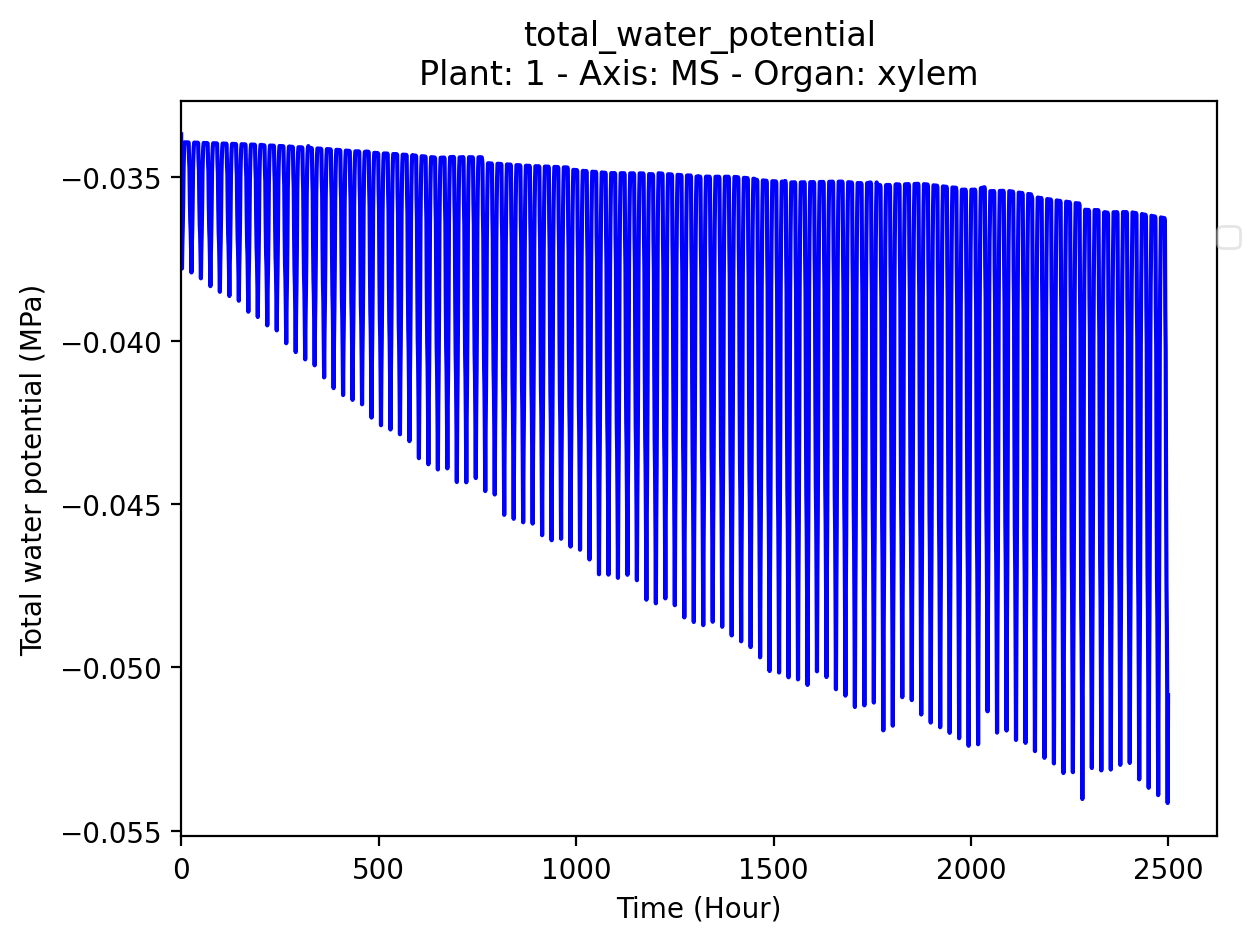 total_water_potential
Plant: 1 - Axis: MS - Organ: xylem
−0.035
−0.040
−0.045
−0.050
−0.055
Total water potential (MPa)
0
500
1000
1500
2000
2500
Time (Hour)